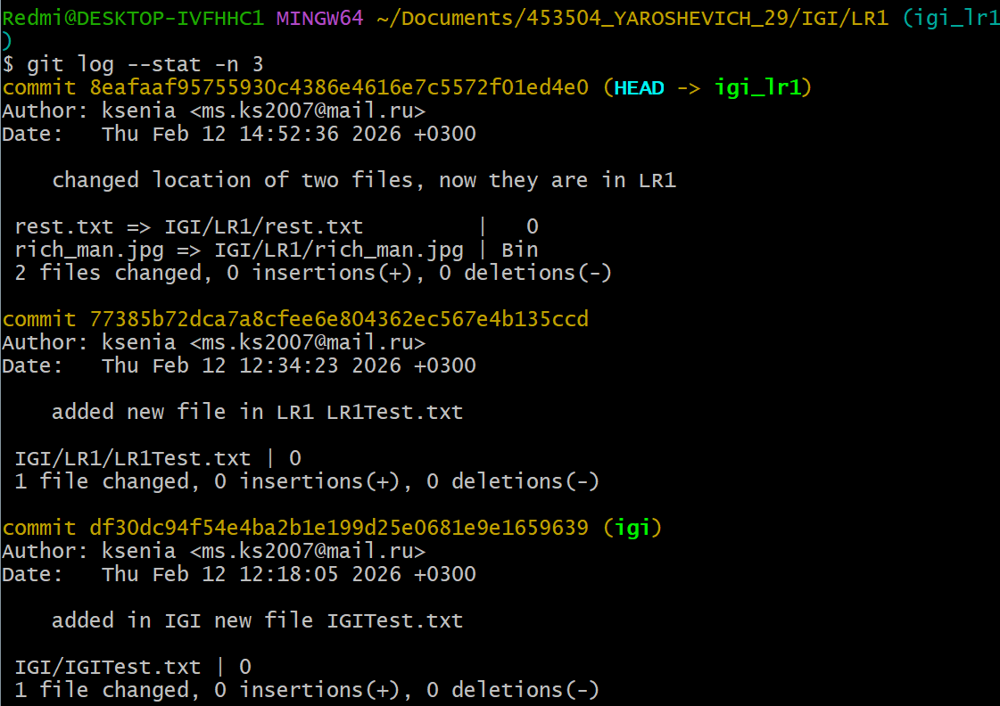 Redmi@DESKTOP-IVFHHC1 MINGW64 ~/Documents/453504_YAROSHEVICH_29/IGI/LR1 (igi_lr1
)
$ git log --stat -n 3
commit 8eafaaf95755930c4386e4616e7c5572f01ed4e0 (HEAD -> igi_lr1)
Author: ksenia <ms.ks2007@mail.ru>
Date:   Thu Feb 12 14:52:36 2026 +0300

    changed location of two files, now they are in LR1

 rest.txt => IGI/LR1/rest.txt         |   0
 rich_man.jpg => IGI/LR1/rich_man.jpg | Bin
 2 files changed, 0 insertions(+), 0 deletions(-)

commit 77385b72dca7a8cfee6e804362ec567e4b135ccd
Author: ksenia <ms.ks2007@mail.ru>
Date:   Thu Feb 12 12:34:23 2026 +0300

    added new file in LR1 LR1Test.txt

 IGI/LR1/LR1Test.txt | 0
 1 file changed, 0 insertions(+), 0 deletions(-)

commit df30dc94f54e4ba2b1e199d25e0681e9e1659639 (igi)
Author: ksenia <ms.ks2007@mail.ru>
Date:   Thu Feb 12 12:18:05 2026 +0300

    added in IGI new file IGITest.txt

 IGI/IGITest.txt | 0
 1 file changed, 0 insertions(+), 0 deletions(-)